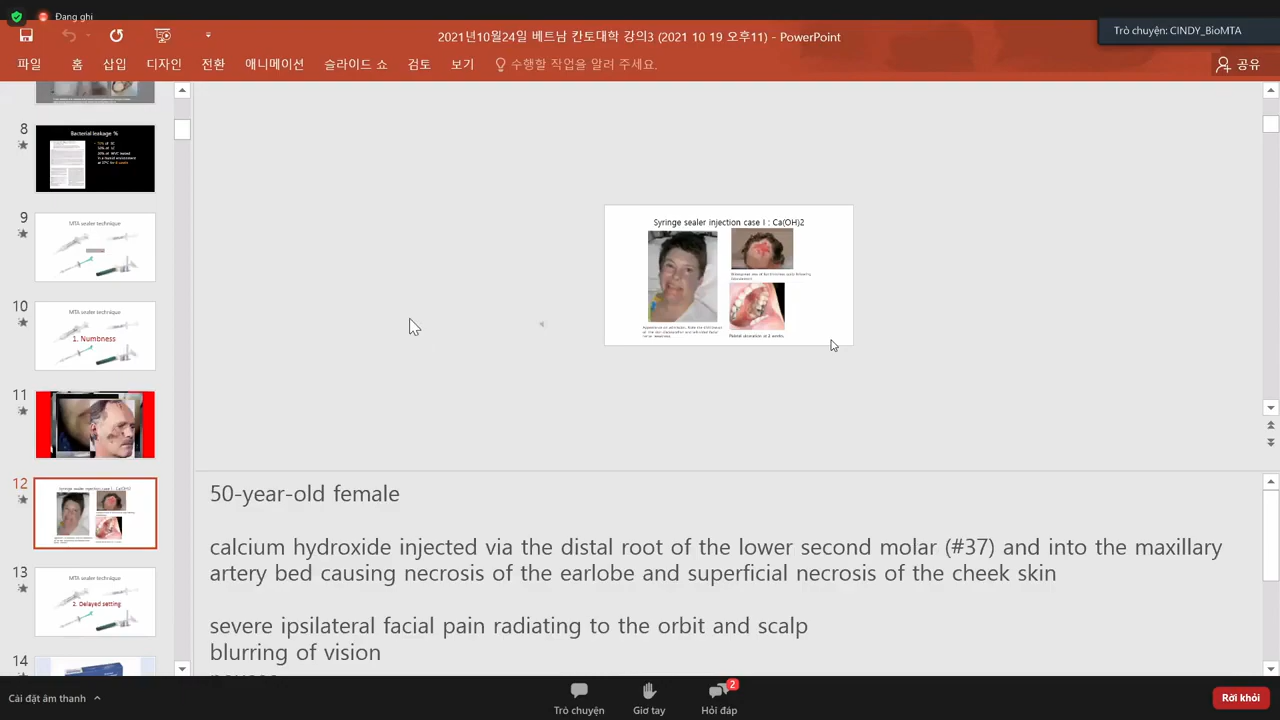 Đang ghi
2021년10월24일 베트남 칸토대학 강의3 (2021 10 19 오후11) - PowerPoint
Trò chuyện: CINDY_BioMTA
파일 홈 삽입 디자인 전환 애니메이션 슬라이드 쇼 검토 보기 수행할 작업을 알려 주세요. 공유
8
Bacterial leakage %
9
MTA sealer technique
10
MTA sealer technique
1. Numbness
11
12
Syringe sealer injection case I : Ca(OH)2
13
MTA sealer technique
2. Delayed setting
14
Syringe sealer injection case I : Ca(OH)2
Palatal ulceration at 2 weeks.
50-year-old female
calcium hydroxide injected via the distal root of the lower second molar (#37) and into the maxillary
artery bed causing necrosis of the earlobe and superficial necrosis of the cheek skin
severe ipsilateral facial pain radiating to the orbit and scalp
blurring of vision
Cài đặt âm thanh
Trò chuyện
Giơ tay
2
Hỏi đáp
Rời khỏi